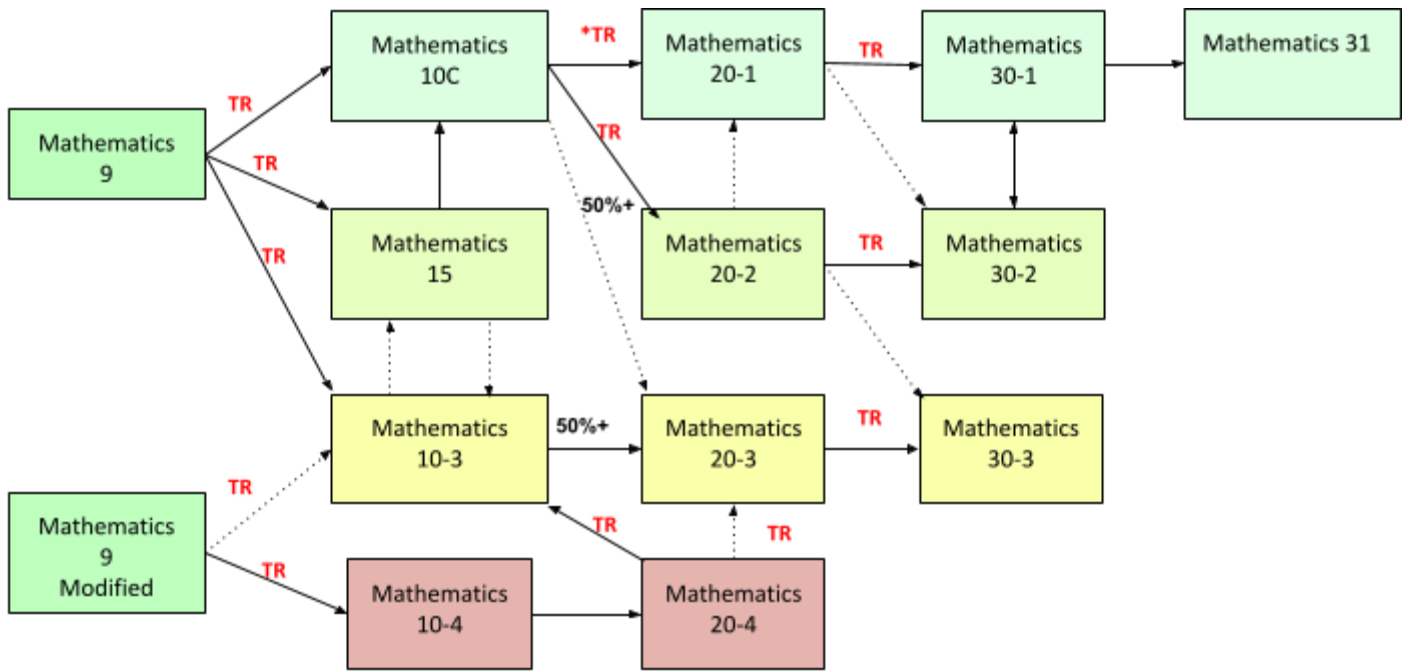 Mathematics
10C
*TR
Mathematics
20-1
TR
Mathematics
30-1
Mathematics 31
TR
Mathematics
9
TR
TR
50%+
Mathematics
15
Mathematics
20-2
TR
Mathematics
30-2
TR
Mathematics
10-3
50%+
Mathematics
20-3
TR
Mathematics
30-3
TR
Mathematics
9
Modified
TR
TR
TR
Mathematics
10-4
Mathematics
20-4